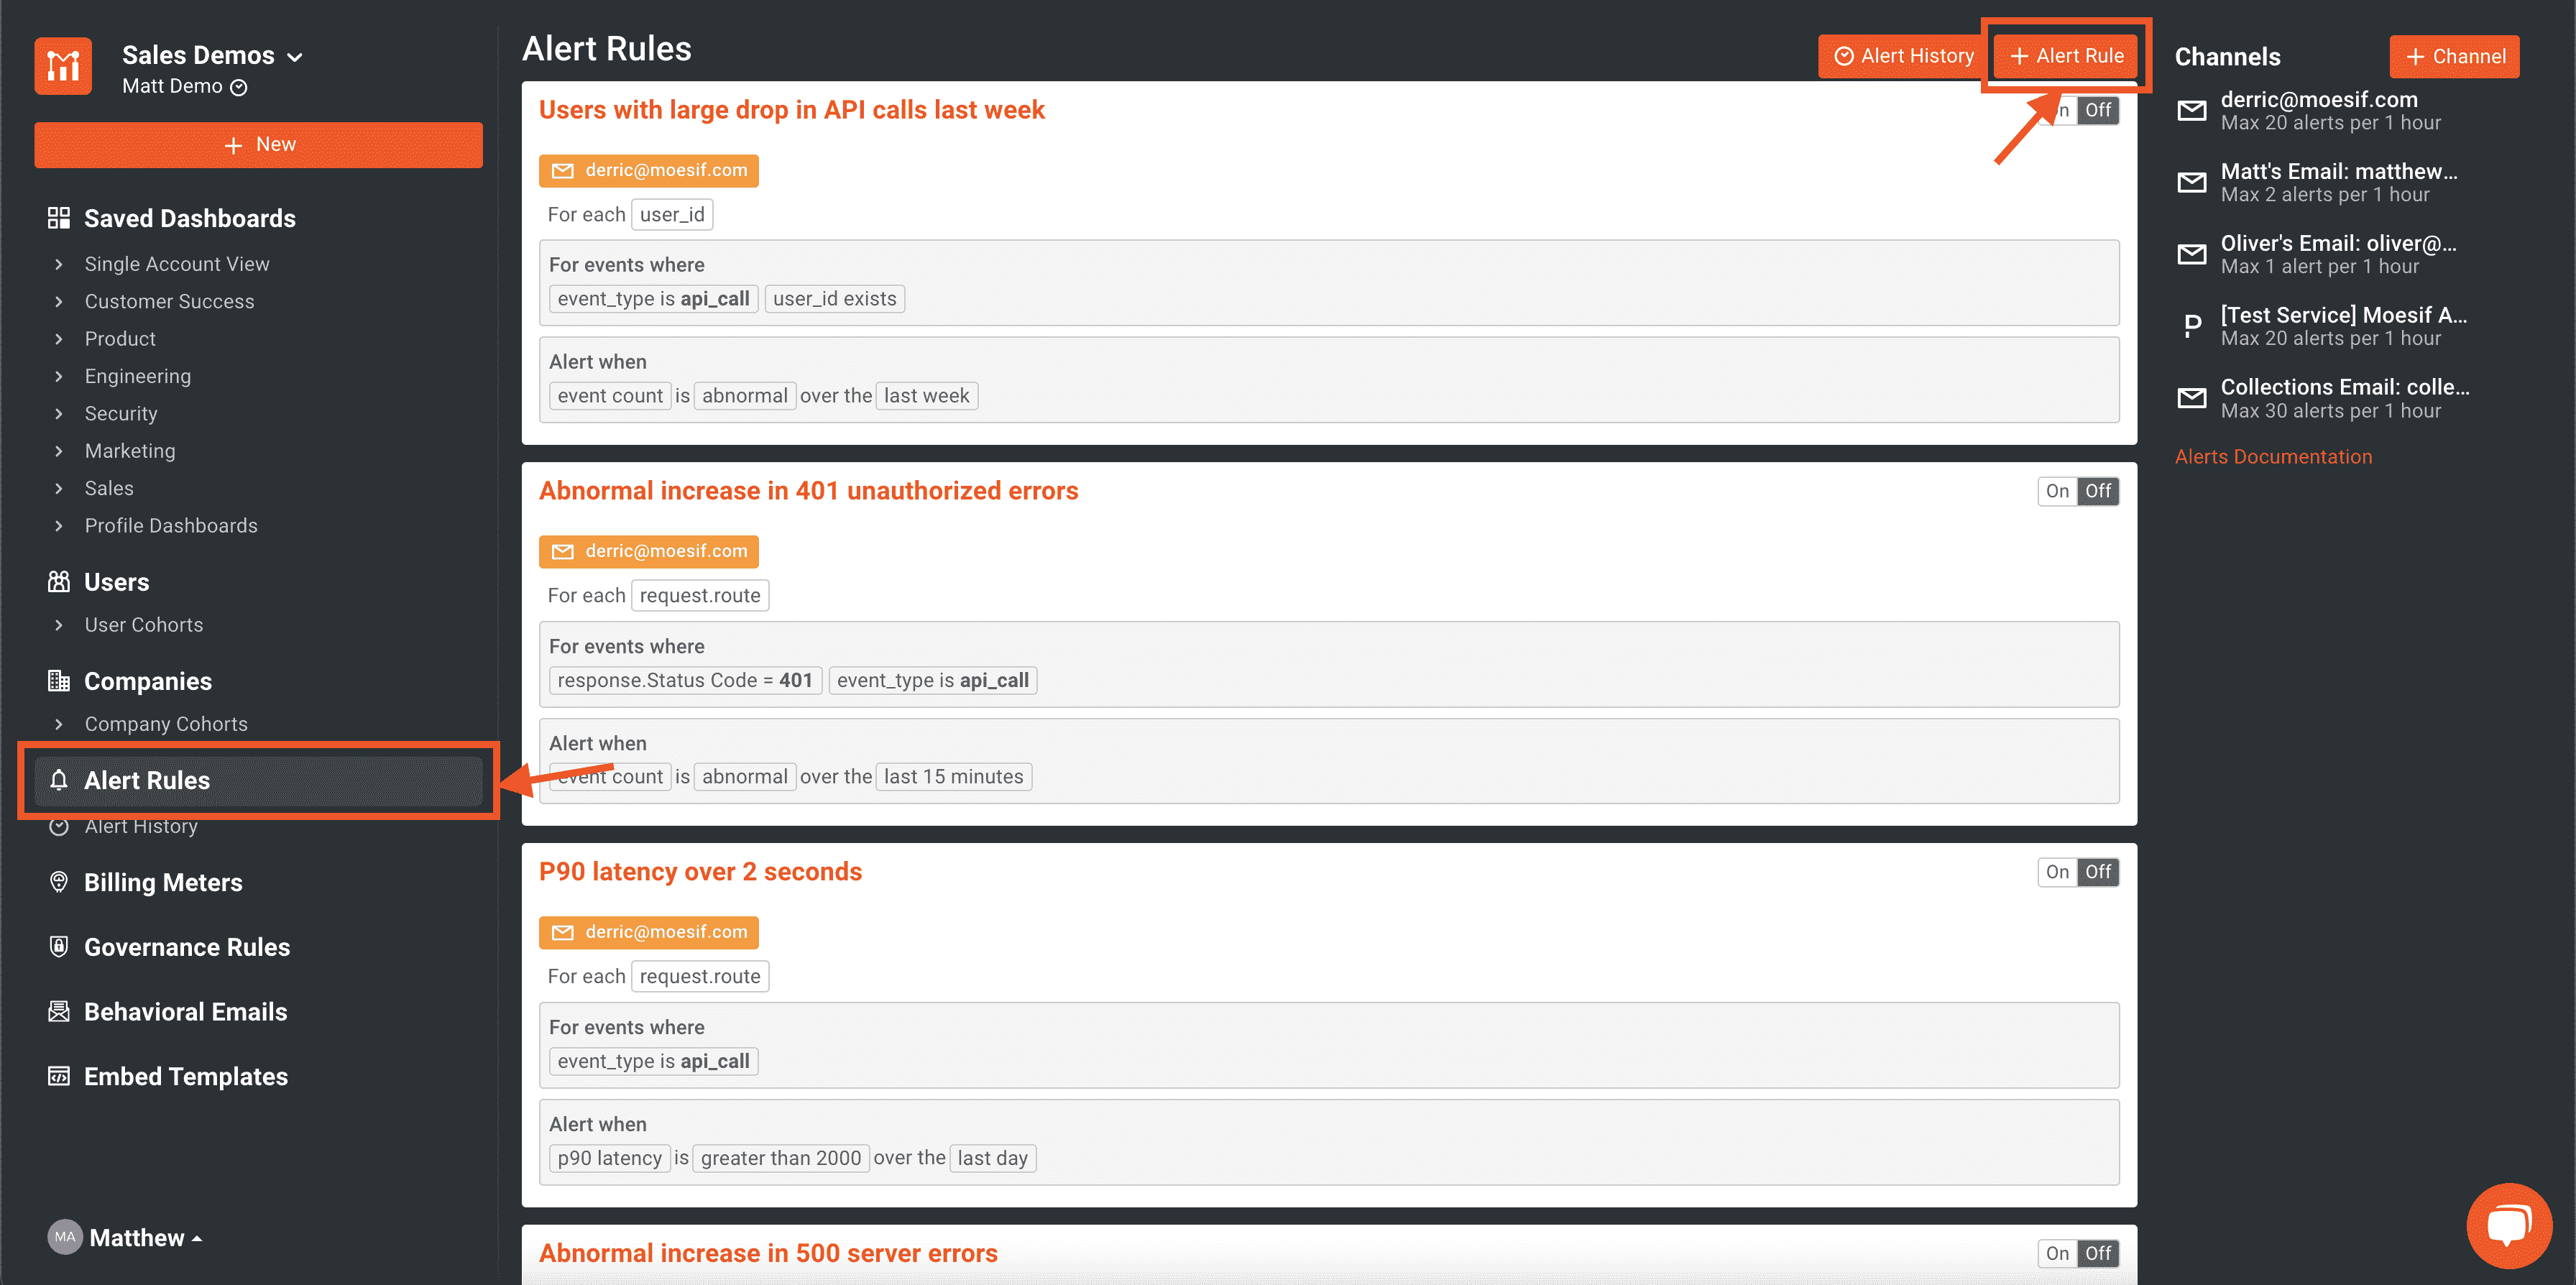 Sales Demos
Matt Demo
+ New
Saved Dashboards
Single Account View
Customer Success
Product
Engineering
Security
Marketing
Sales
Profile Dashboards
Users
User Cohorts
Companies
Company Cohorts
Alert Rules
Alert History
Billing Meters
Governance Rules
Behavioral Emails
Embed Templates
MA Matthew
Alert Rules
Alert History
+ Alert Rule
Users with large drop in API calls last week
Off
derric@moesif.com
For each user_id
For events where
event_type is api_call user_id exists
Alert when
event count is abnormal over the last week
Abnormal increase in 401 unauthorized errors
On Off
derric@moesif.com
For each request.route
For events where
response.Status Code = 401 event_type is api_call
Alert when
event count is abnormal over the last 15 minutes
P90 latency over 2 seconds
On Off
derric@moesif.com
For each request.route
For events where
event_type is api_call
Alert when
p90 latency is greater than 2000 over the last day
Abnormal increase in 500 server errors
On Off
Channels
+ Channel
derric@moesif.com
Max 20 alerts per 1 hour
Matt's Email: matthew...
Max 2 alerts per 1 hour
Oliver's Email: oliver@...
Max 1 alert per 1 hour
[Test Service] Moesif A...
Max 20 alerts per 1 hour
Collections Email: colle...
Max 30 alerts per 1 hour
Alerts Documentation